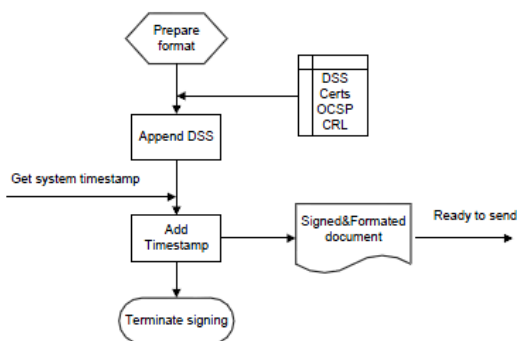 Prepare
format
DSS
Certs
OCSP
CRL
Append DSS
Get system timestamp
Add
Timestamp
Signed&Formated
document
Ready to send
Terminate signing